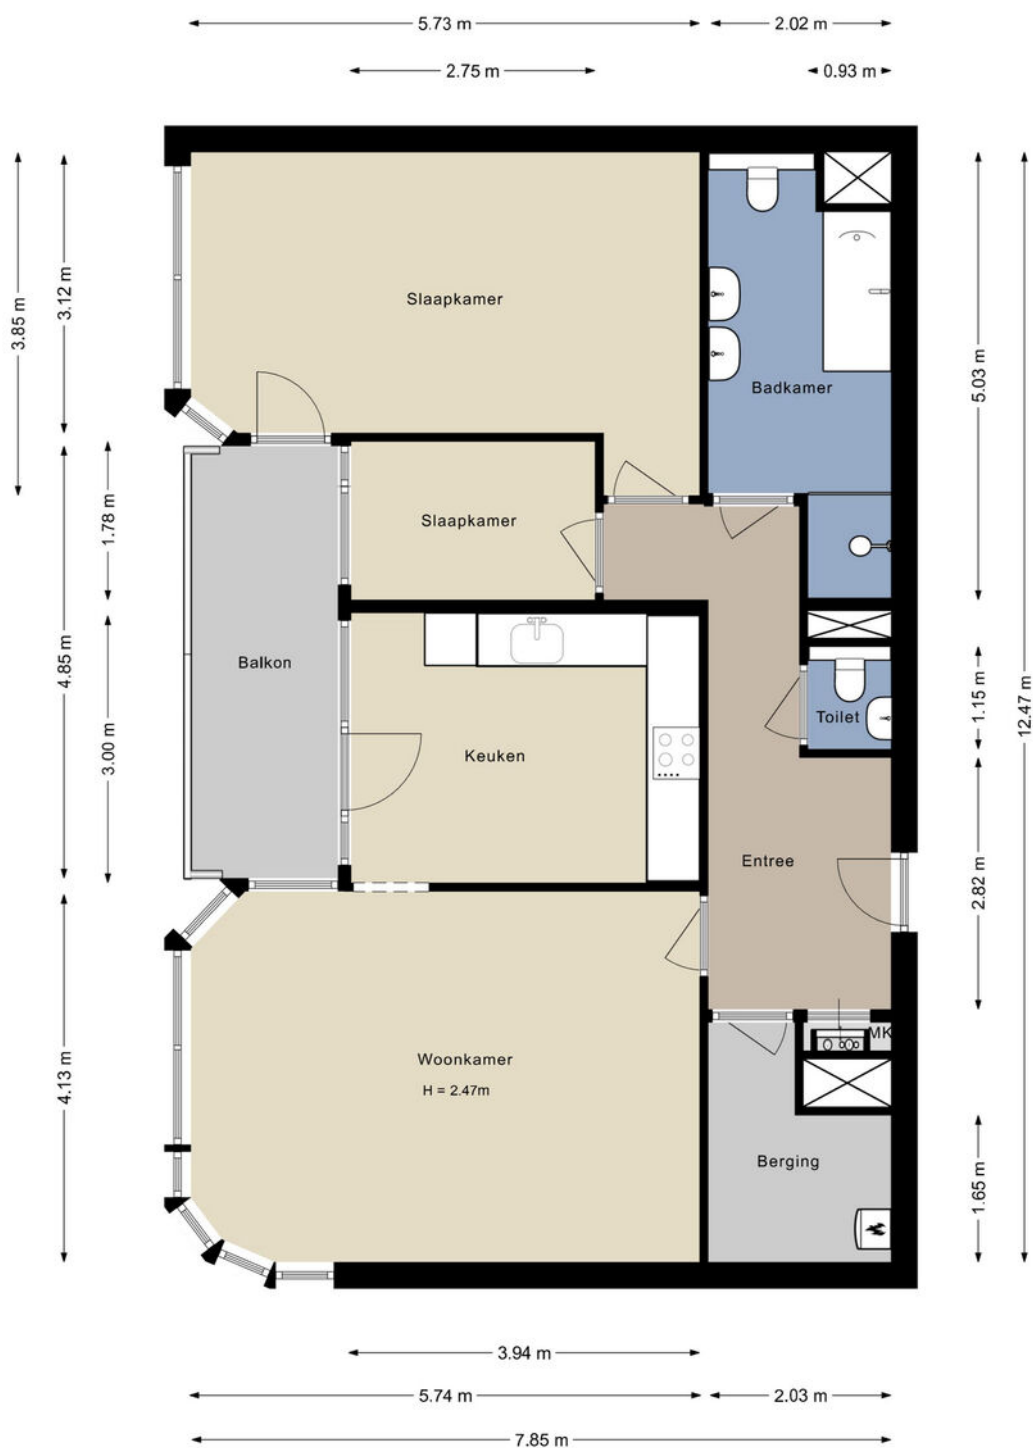 5.73 m
2.02 m
2.75 m
0.93 m
3.85 m
3.12 m
5.03 m
12.47 m
Slaapkamer
Badkamer
1.78 m
Slaapkamer
4.85 m
Balkon
1.15 m
Toilet
3.00 m
Keuken
Entree
2.82 m
4.13 m
Woonkamer
H = 2.47m
MK
Berging
1.65 m
3.94 m
5.74 m
2.03 m
7.85 m